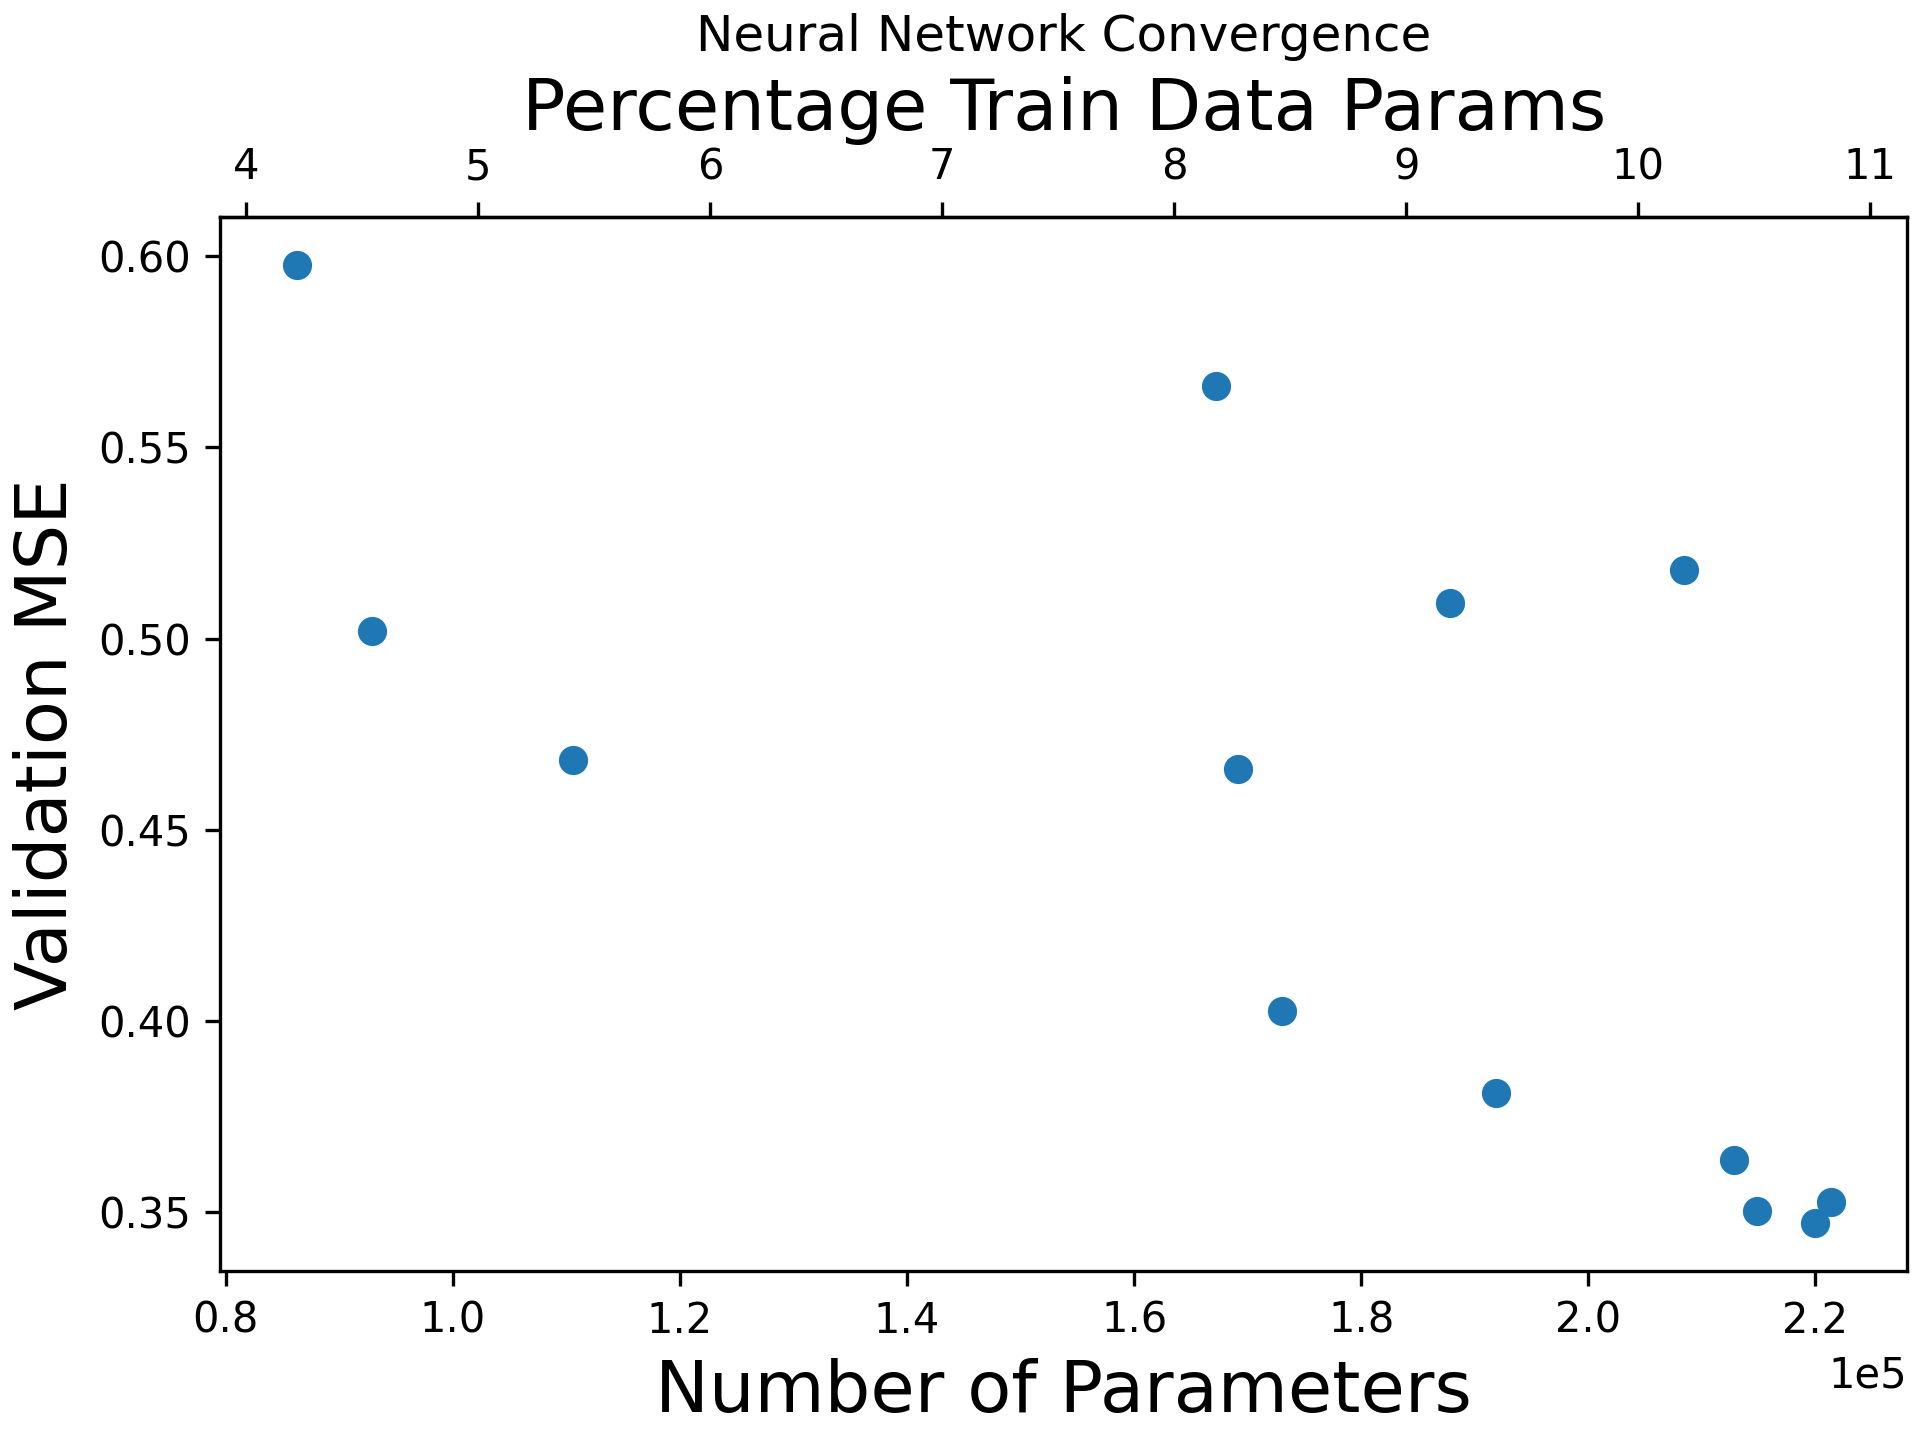 Neural Network Convergence
Percentage Train Data Params
4 5 6 7 8 9 10 11
0.60
0.55
0.50
0.45
0.40
0.35
Validation MSE
0.8 1.0 1.2 1.4 1.6 1.8 2.0 2.2
1e5
Number of Parameters